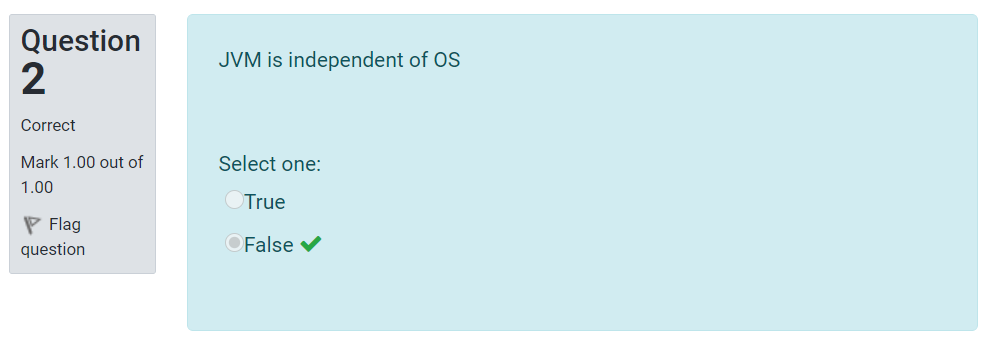 Question
2
Correct
Mark 1.00 out of
1.00
Flag
question
JVM is independent of OS
Select one:
True
False